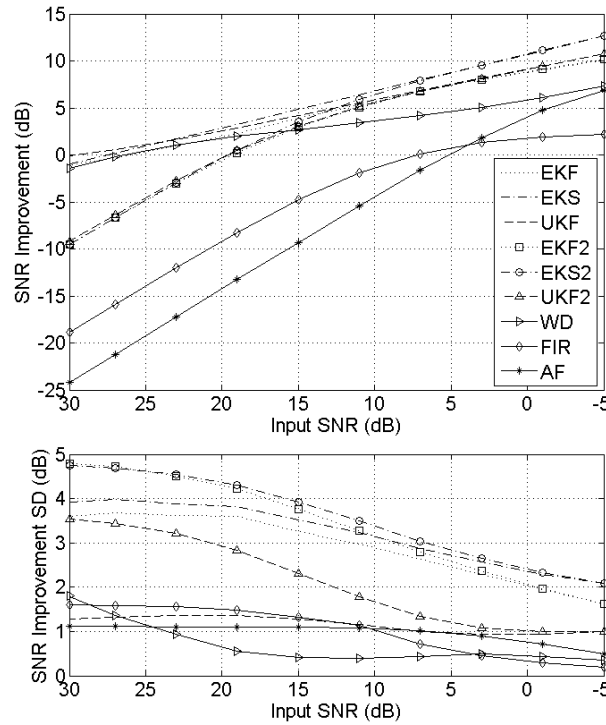 15
10
5
0
-5
-10
-15
-20
-25
SNR Improvement (dB)
EKF
EKS
UKF
EKF2
EKS2
UKF2
WD
FIR
AF
30 25 20 15 10 5 0 -5
Input SNR (dB)
5
4
3
2
1
0
SNR Improvement SD (dB)
30 25 20 15 10 5 0 -5
Input SNR (dB)